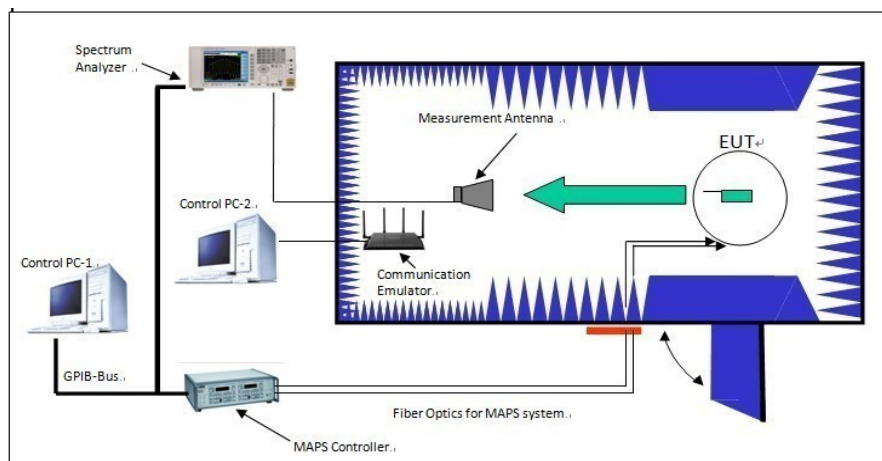 Spectrum
Analyzer
Measurement Antenna
EUT
Control PC-2
Control PC-1
Communication
Emulator
GPIB-Bus
Fiber Optics for MAPS system
MAPS Controller